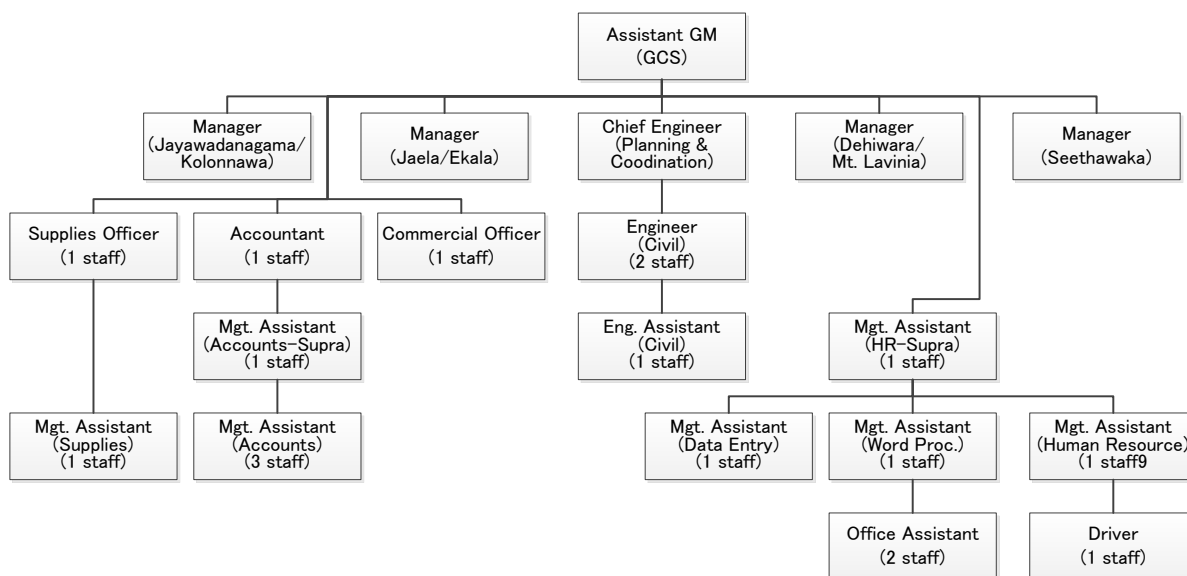 Assistant GM
(GCS)
Manager
(Jayawadanagama/
Kolonnawa)
Manager
(Jaela/Ekala)
Chief Engineer
(Planning &
Coodination)
Manager
(Dehiwara/
Mt. Lavinia)
Manager
(Seethawaka)
Supplies Officer
(1 staff)
Accountant
(1 staff)
Commercial Officer
(1 staff)
Engineer
(Civil)
(2 staff)
Mgt. Assistant
(Accounts-Supra)
(1 staff)
Eng. Assistant
(Civil)
(1 staff)
Mgt. Assistant
(HR-Supra)
(1 staff)
Mgt. Assistant
(Supplies)
(1 staff)
Mgt. Assistant
(Accounts)
(3 staff)
Mgt. Assistant
(Data Entry)
(1 staff)
Mgt. Assistant
(Word Proc.)
(1 staff)
Mgt. Assistant
(Human Resource)
(1 staff9
Office Assistant
(2 staff)
Driver
(1 staff)